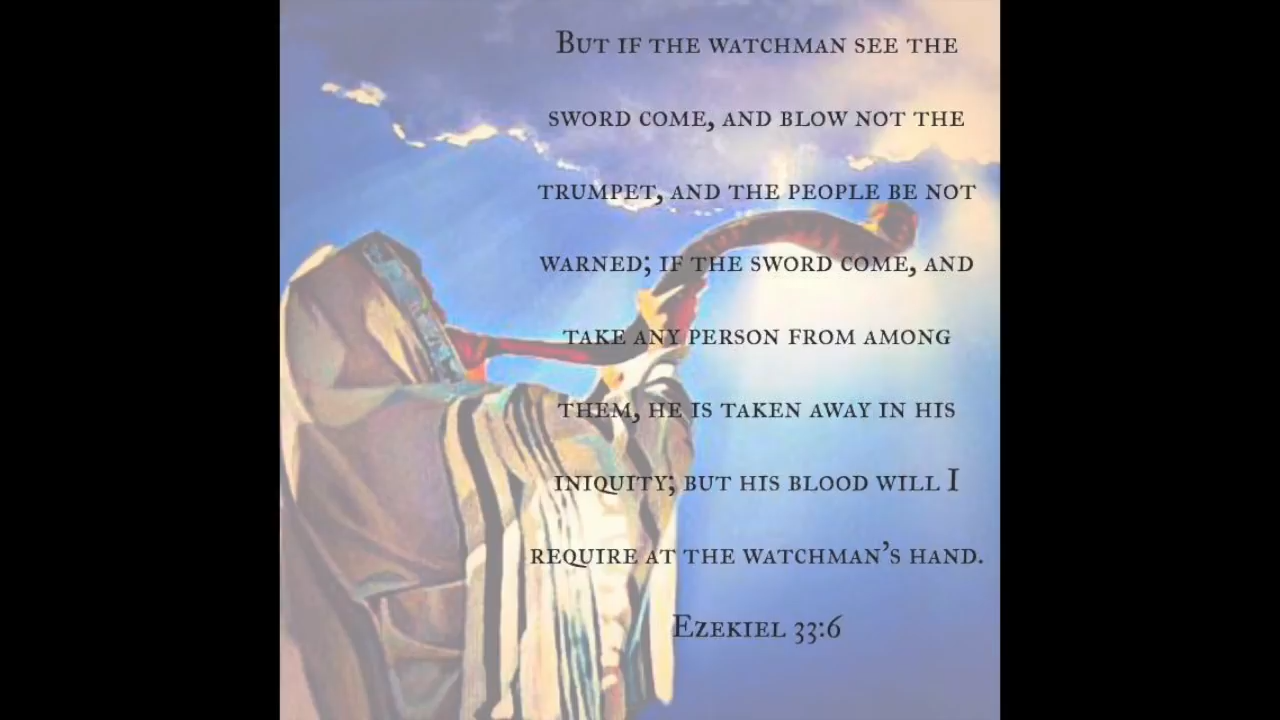 But if the watchman see the
sword come, and blow not the
trumpet, and the people be not
warned; if the sword come, and
take any person from among
them, he is taken away in his
iniquity; but his blood will I
require at the watchman's hand.
Ezekiel 33:6